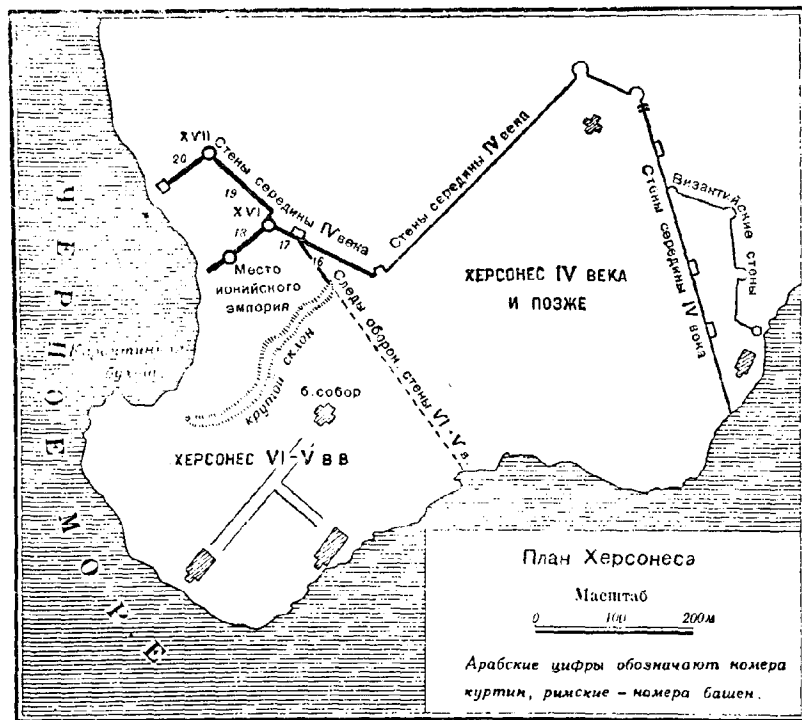 XVII
20
Стены середины IV века
19
XVI
18
17
16
Место
ионийского
эмпория
Стены середины IV века
Византийские стены
Стены середины IV века
ХЕРСОНЕС IV ВЕКА
И ПОЗЖЕ
Следы оборон. стены VI-V в.
крутой склон
бухта
б. собор
ХЕРСОНЕС VI-V ВВ
ЧЕРНОЕ МОРЕ
План Херсонеса
Масштаб
0 100 200м
Арабские цифры обозначают номера
куртин, римские – номера башен.